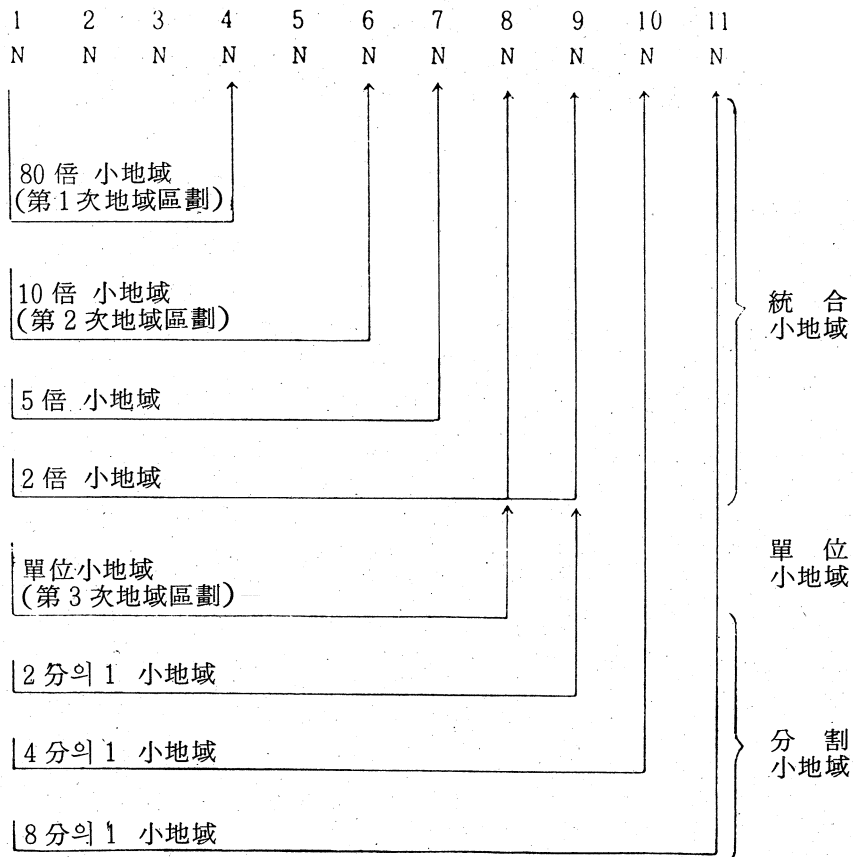 1 2 3 4 5 6 7 8 9 10 11
N N N N N N N N N N N
80 倍 小地域
(第 1 次地域區劃)
10 倍 小地域
(第 2 次地域區劃)
統 合
小地域
5 倍 小地域
2 倍 小地域
單位小地域
(第 3 次地域區劃)
單 位
小地域
2 分의 1 小地域
4 分의 1 小地域
分 割
小地域
8 分의 1 小地域